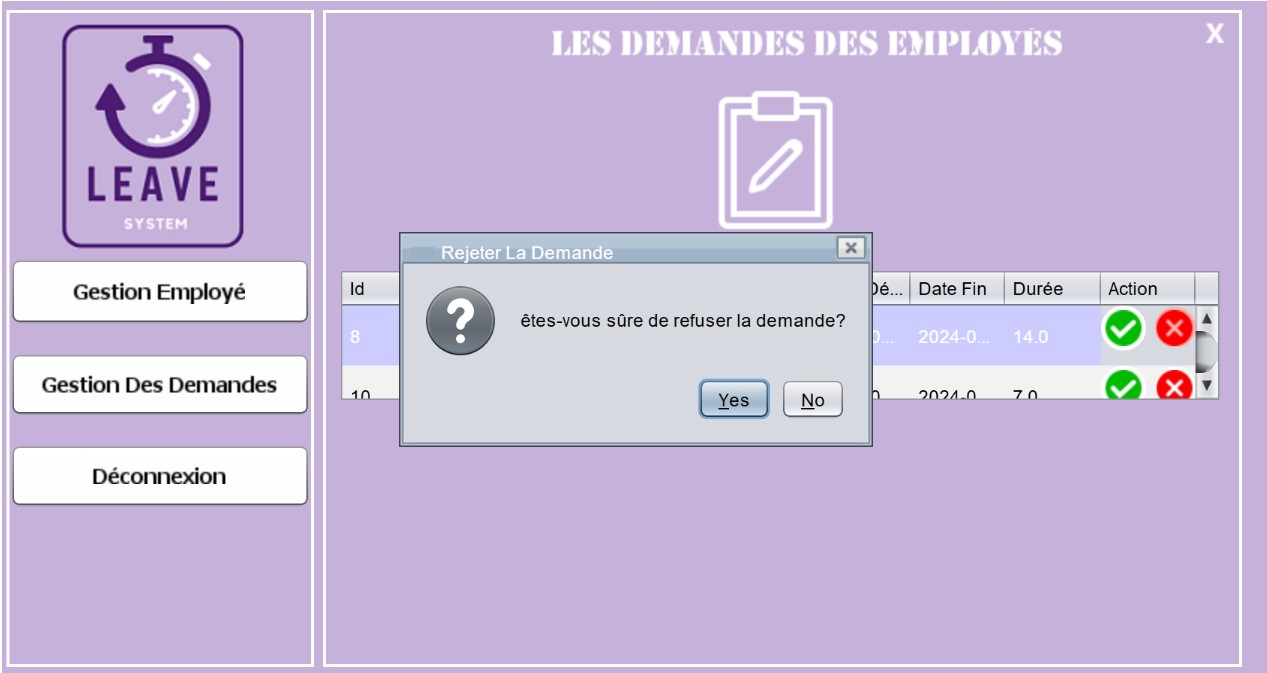 LES DEMANDES DES EMPLOYÉS
X
LEAVE
SYSTEM
Gestion Employé
Gestion Des Demandes
Déconnexion
Rejeter La Demande
êtes-vous sûre de refuser la demande?
Yes No
Id Dé... Date Fin Durée Action
8 0... 2024-0... 14.0
10 2024-0 7.0